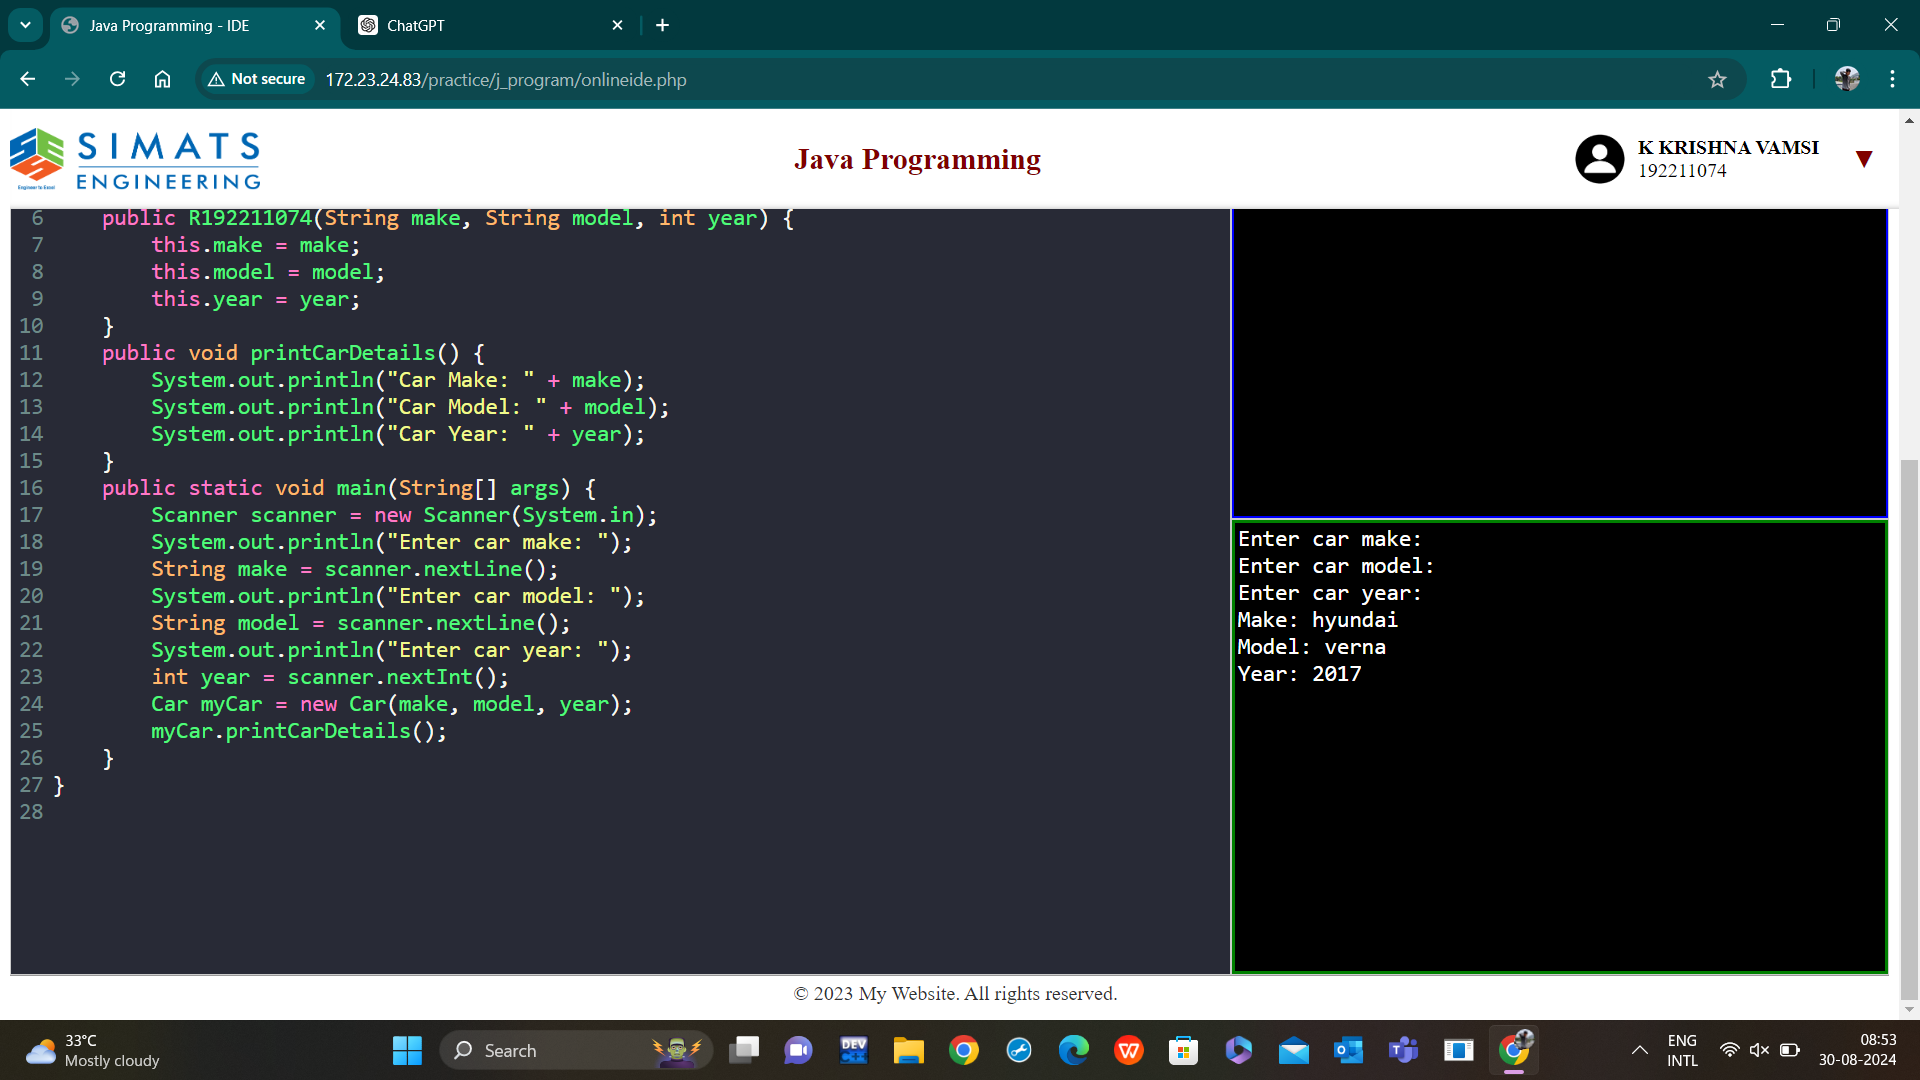 Java Programming - IDE
ChatGPT
Not secure
172.23.24.83/practice/j_program/onlineide.php
SIMATS
ENGINEERING
Engineer to Excel
Java Programming
K KRISHNA VAMSI
192211074
6 public R192211074(String make, String model, int year) {
7 this.make = make;
8 this.model = model;
9 this.year = year;
10 }
11 public void printCarDetails() {
12 System.out.println("Car Make: " + make);
13 System.out.println("Car Model: " + model);
14 System.out.println("Car Year: " + year);
15 }
16 public static void main(String[] args) {
17 Scanner scanner = new Scanner(System.in);
18 System.out.println("Enter car make: ");
19 String make = scanner.nextLine();
20 System.out.println("Enter car model: ");
21 String model = scanner.nextLine();
22 System.out.println("Enter car year: ");
23 int year = scanner.nextInt();
24 Car myCar = new Car(make, model, year);
25 myCar.printCarDetails();
26 }
27 }
28
Enter car make:
Enter car model:
Enter car year:
Make: hyundai
Model: verna
Year: 2017
© 2023 My Website. All rights reserved.
33°C
Mostly cloudy
Search
DEV
ENG
INTL
08:53
30-08-2024